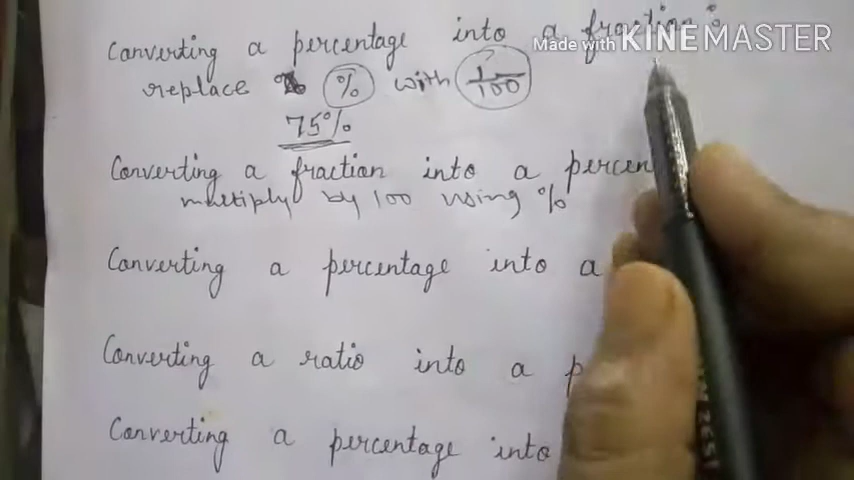 Converting a percentage into a fraction:
Made with KINEMASTER
replace % with 1/100
75%
Converting a fraction into a percen
multiply by 100 using %
Converting a percentage into a
Converting a ratio into a p
Converting a percentage into